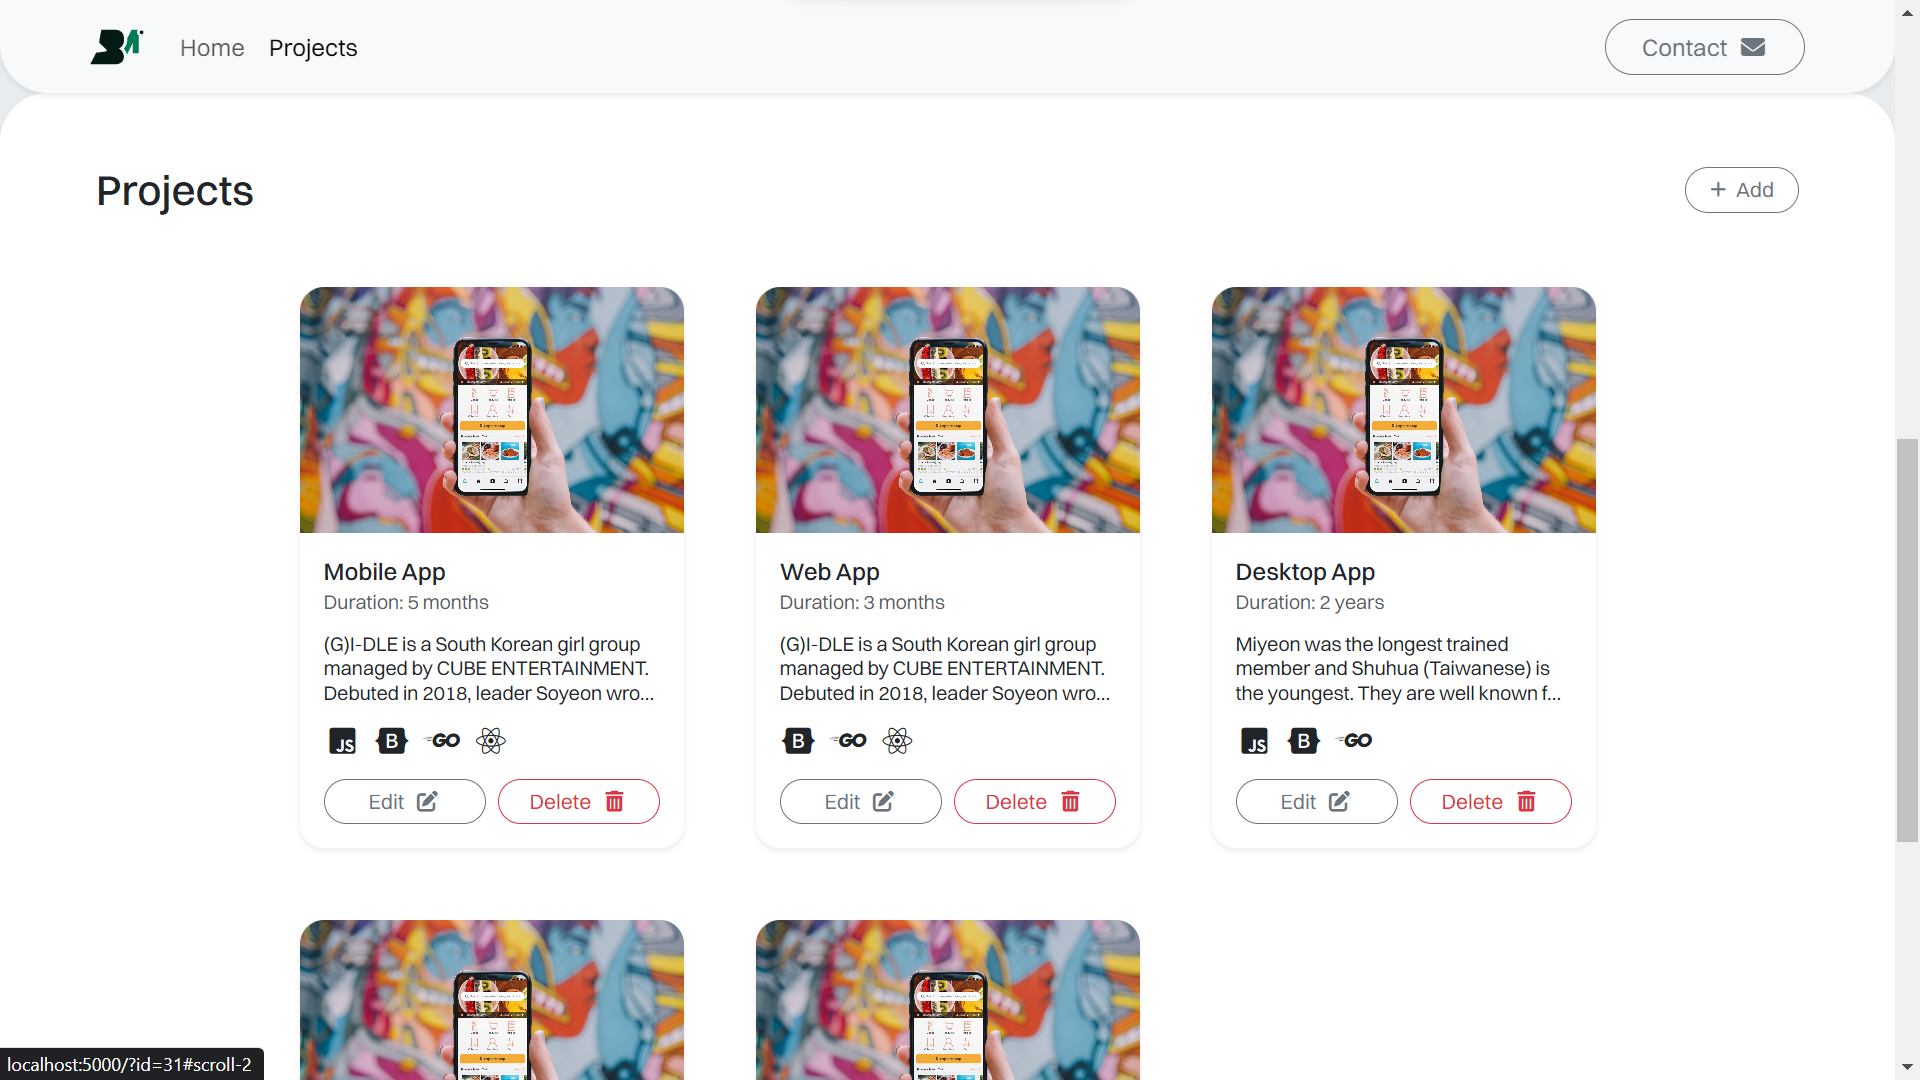 Home
Projects
Contact
Projects
Add
Mobile App
Duration: 5 months
(G)I-DLE is a South Korean girl group
managed by CUBE ENTERTAINMENT.
Debuted in 2018, leader Soyeon wro...
JS
B
GO
Edit
Delete
Web App
Duration: 3 months
(G)I-DLE is a South Korean girl group
managed by CUBE ENTERTAINMENT.
Debuted in 2018, leader Soyeon wro...
B
GO
Edit
Delete
Desktop App
Duration: 2 years
Miyeon was the longest trained
member and Shuhua (Taiwanese) is
the youngest. They are well known f...
JS
B
GO
Edit
Delete
localhost:5000/?id=31#scroll-2